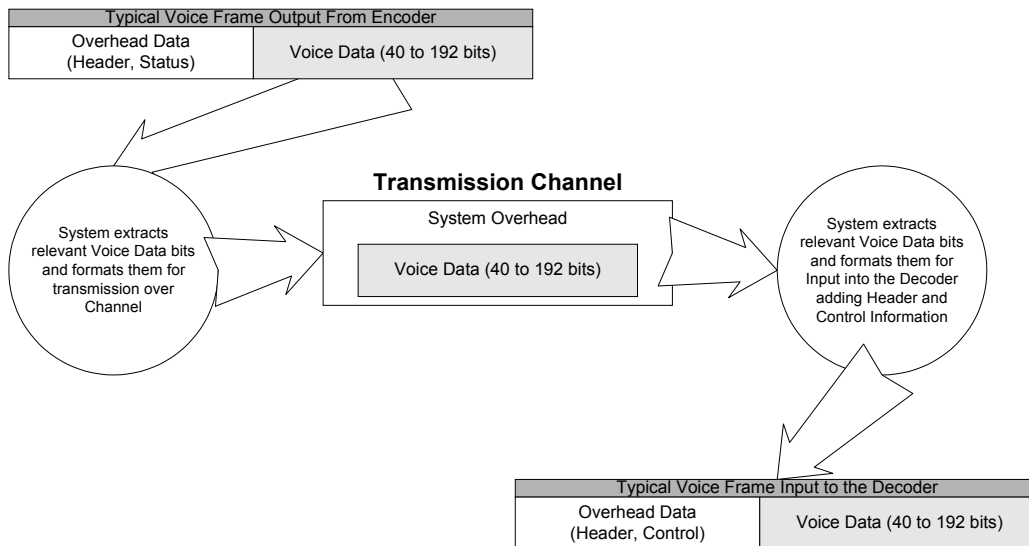 Typical Voice Frame Output From Encoder
Overhead Data
(Header, Status)
Voice Data (40 to 192 bits)
System extracts
relevant Voice Data bits
and formats them for
transmission over
Channel
Transmission Channel
System Overhead
Voice Data (40 to 192 bits)
System extracts
relevant Voice Data bits
and formats them for
Input into the Decoder
adding Header and
Control Information
Typical Voice Frame Input to the Decoder
Overhead Data
(Header, Control)
Voice Data (40 to 192 bits)